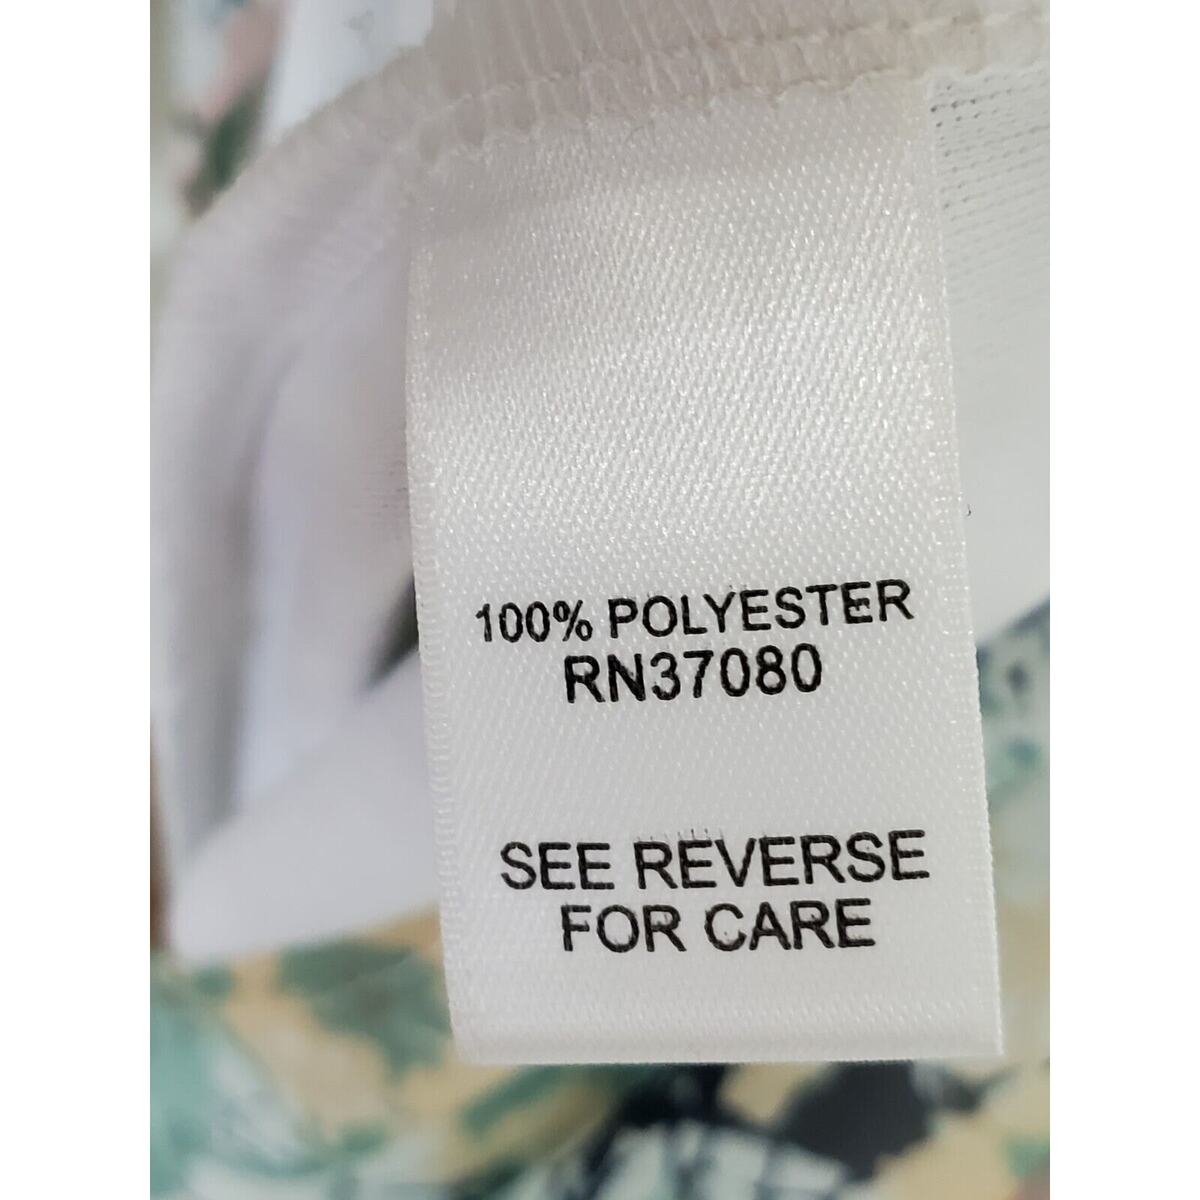 100% POLYESTER
RN37080
SEE REVERSE
FOR CARE